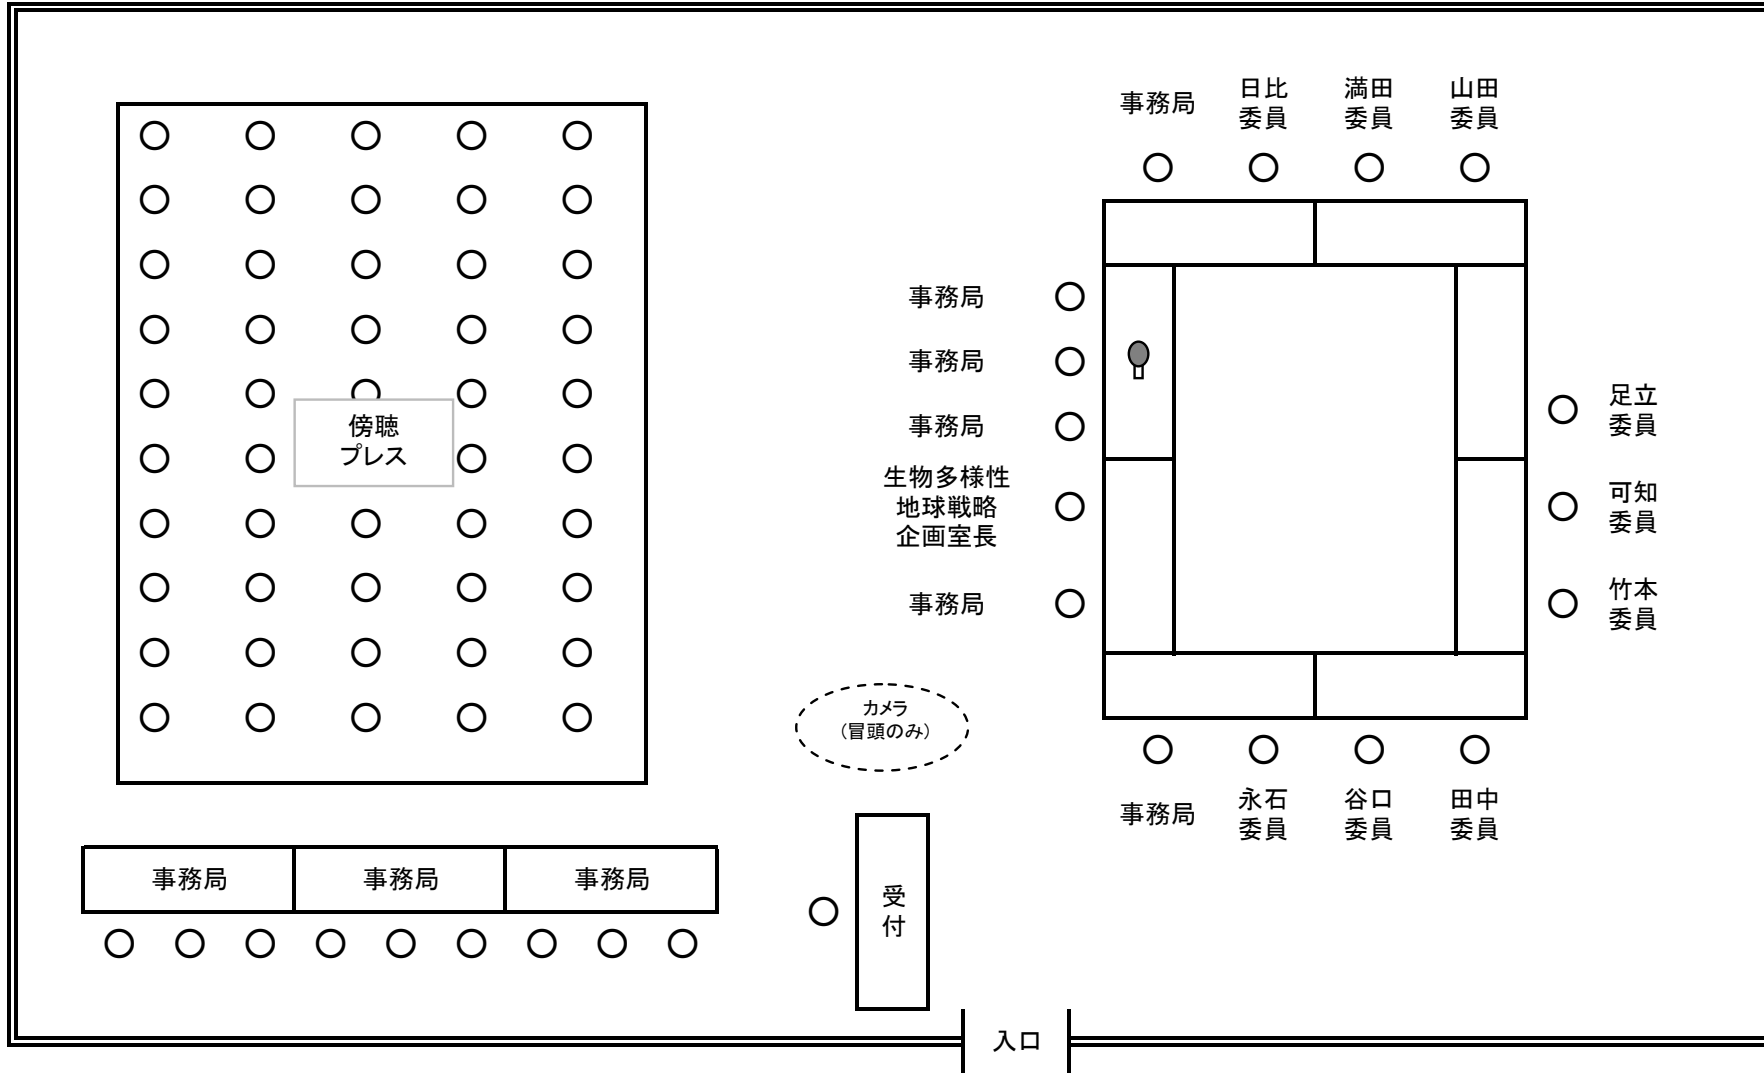 事務局
日比
委員
満田
委員
山田
委員
事務局
事務局
事務局
生物多様性
地球戦略
企画室長
事務局
足立
委員
可知
委員
竹本
委員
傍聴
プレス
カメラ
（冒頭のみ）
事務局
永石
委員
谷口
委員
田中
委員
事務局
事務局
事務局
受
付
入口